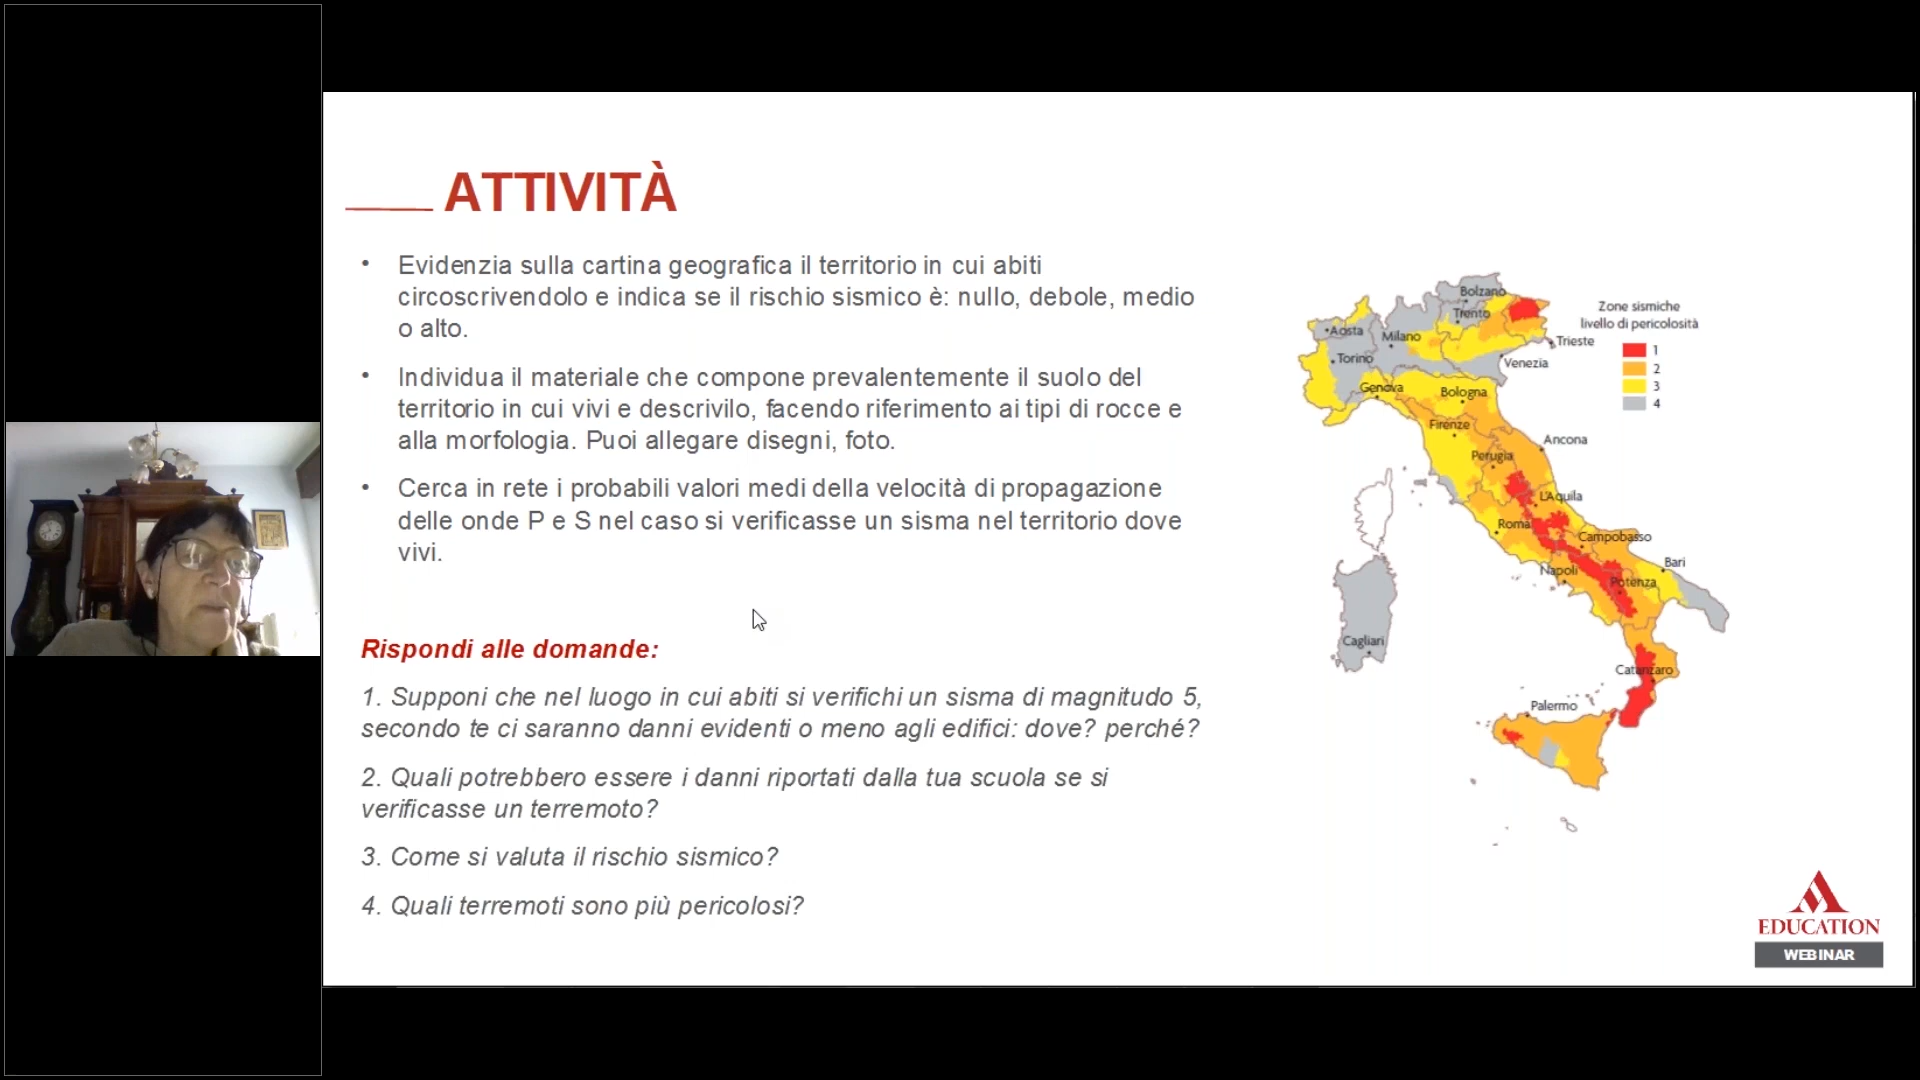 ATTIVITÀ
• Evidenzia sulla cartina geografica il territorio in cui abiti
circoscrivendolo e indica se il rischio sismico è: nullo, debole, medio
o alto.
• Individua il materiale che compone prevalentemente il suolo del
territorio in cui vivi e descrivilo, facendo riferimento ai tipi di rocce e
alla morfologia. Puoi allegare disegni, foto.
• Cerca in rete i probabili valori medi della velocità di propagazione
delle onde P e S nel caso si verificasse un sisma nel territorio dove
vivi.
Rispondi alle domande:
1. Supponi che nel luogo in cui abiti si verifichi un sisma di magnitudo 5,
secondo te ci saranno danni evidenti o meno agli edifici: dove? perché?
2. Quali potrebbero essere i danni riportati dalla tua scuola se si
verificasse un terremoto?
3. Come si valuta il rischio sismico?
4. Quali terremoti sono più pericolosi?
Bolzano
Trento
Aosta
Milano
Trieste
Torino
Venezia
Genova
Bologna
Firenze
Ancona
Perugia
L'Aquila
Roma
Campobasso
Bari
Napoli
Potenza
Cagliari
Catanzaro
Palermo
Zone sismiche
livello di pericolosità
1
2
3
4
EDUCATION
WEBINAR